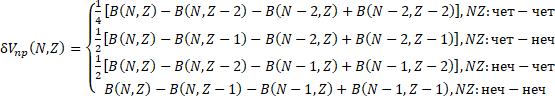 δV_np(N,Z) = { 1/4 [B(N,Z) − B(N,Z−2) − B(N−2,Z) + B(N−2,Z−2)], NZ: чет − чет
1/2 [B(N,Z) − B(N,Z−1) − B(N−2,Z) + B(N−2,Z−1)], NZ: чет − неч
1/2 [B(N,Z) − B(N,Z−2) − B(N−1,Z) + B(N−1,Z−2)], NZ: неч − чет
B(N,Z) − B(N,Z−1) − B(N−1,Z) + B(N−1,Z−1), NZ: неч − неч